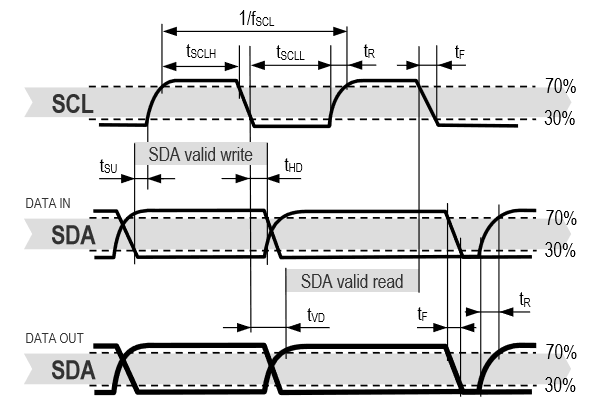 1/fSCL
tSCLH tSCLL tR tF
70%
SCL
30%
SDA valid write
tSU tHD
DATA IN
70%
SDA
30%
SDA valid read
tR
tVD tF
DATA OUT
70%
SDA
30%